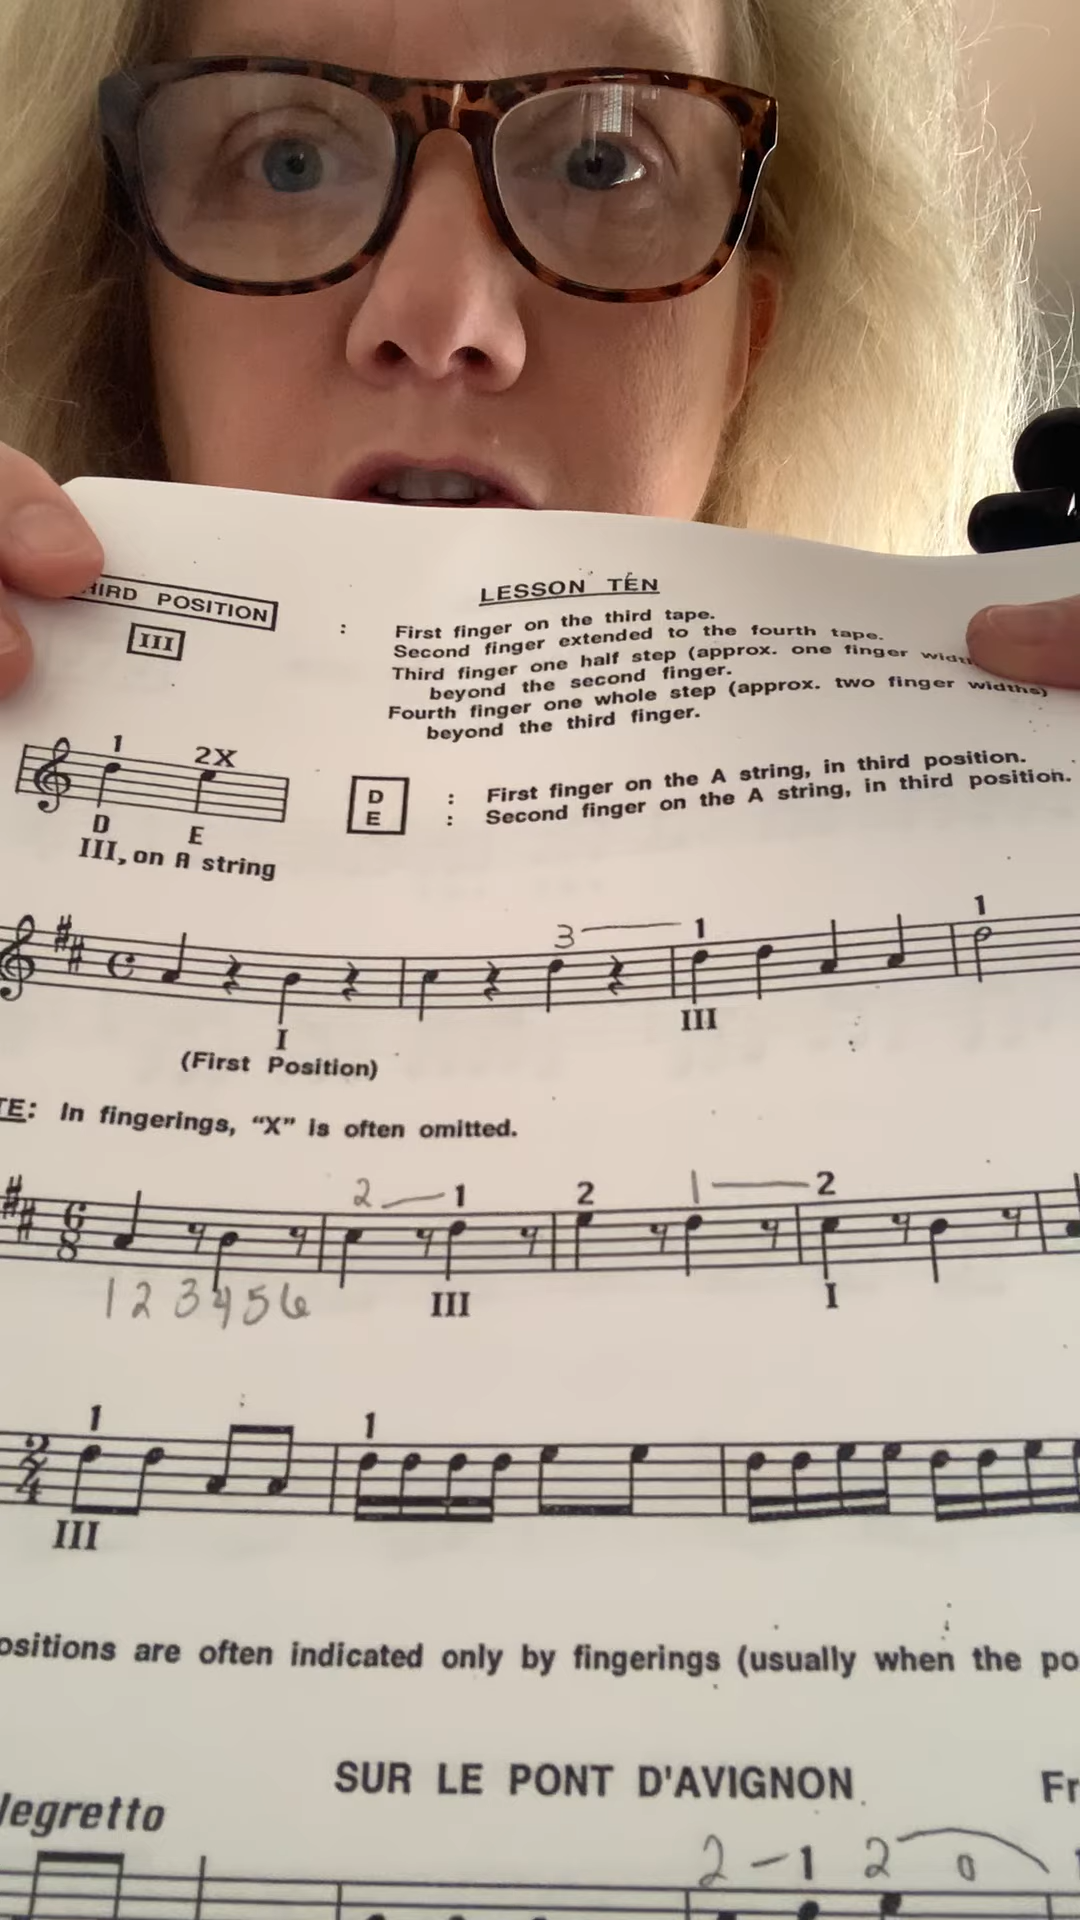 LESSON TEN
THIRD POSITION
III
: First finger on the third tape.
Second finger extended to the fourth tape.
Third finger one half step (approx. one finger
beyond the second finger.
Fourth finger one whole step (approx. two finger widths)
beyond the third finger.
1 2X
D E
III, on A string
D : First finger on the A string, in third position.
E : Second finger on the A string, in third position.
3 1 1
C
I III
(First Position)
TE: In fingerings, “X” is often omitted.
2 1 2 1 2
6
8
1 2 3 4 5 6
III I
1 1
2
4
III
ositions are often indicated only by fingerings (usually when the po
SUR LE PONT D'AVIGNON Fr
legretto
2 - 1 2 0